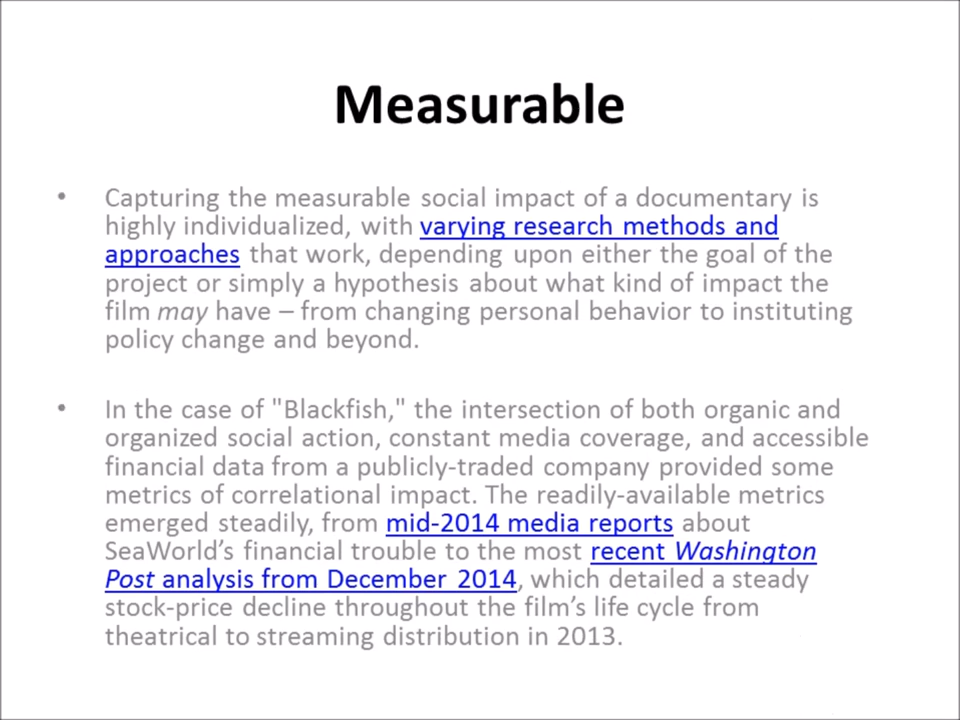 Measurable
• Capturing the measurable social impact of a documentary is
highly individualized, with varying research methods and
approaches that work, depending upon either the goal of the
project or simply a hypothesis about what kind of impact the
film may have – from changing personal behavior to instituting
policy change and beyond.
• In the case of "Blackfish," the intersection of both organic and
organized social action, constant media coverage, and accessible
financial data from a publicly-traded company provided some
metrics of correlational impact. The readily-available metrics
emerged steadily, from mid-2014 media reports about
SeaWorld’s financial trouble to the most recent Washington
Post analysis from December 2014, which detailed a steady
stock-price decline throughout the film’s life cycle from
theatrical to streaming distribution in 2013.